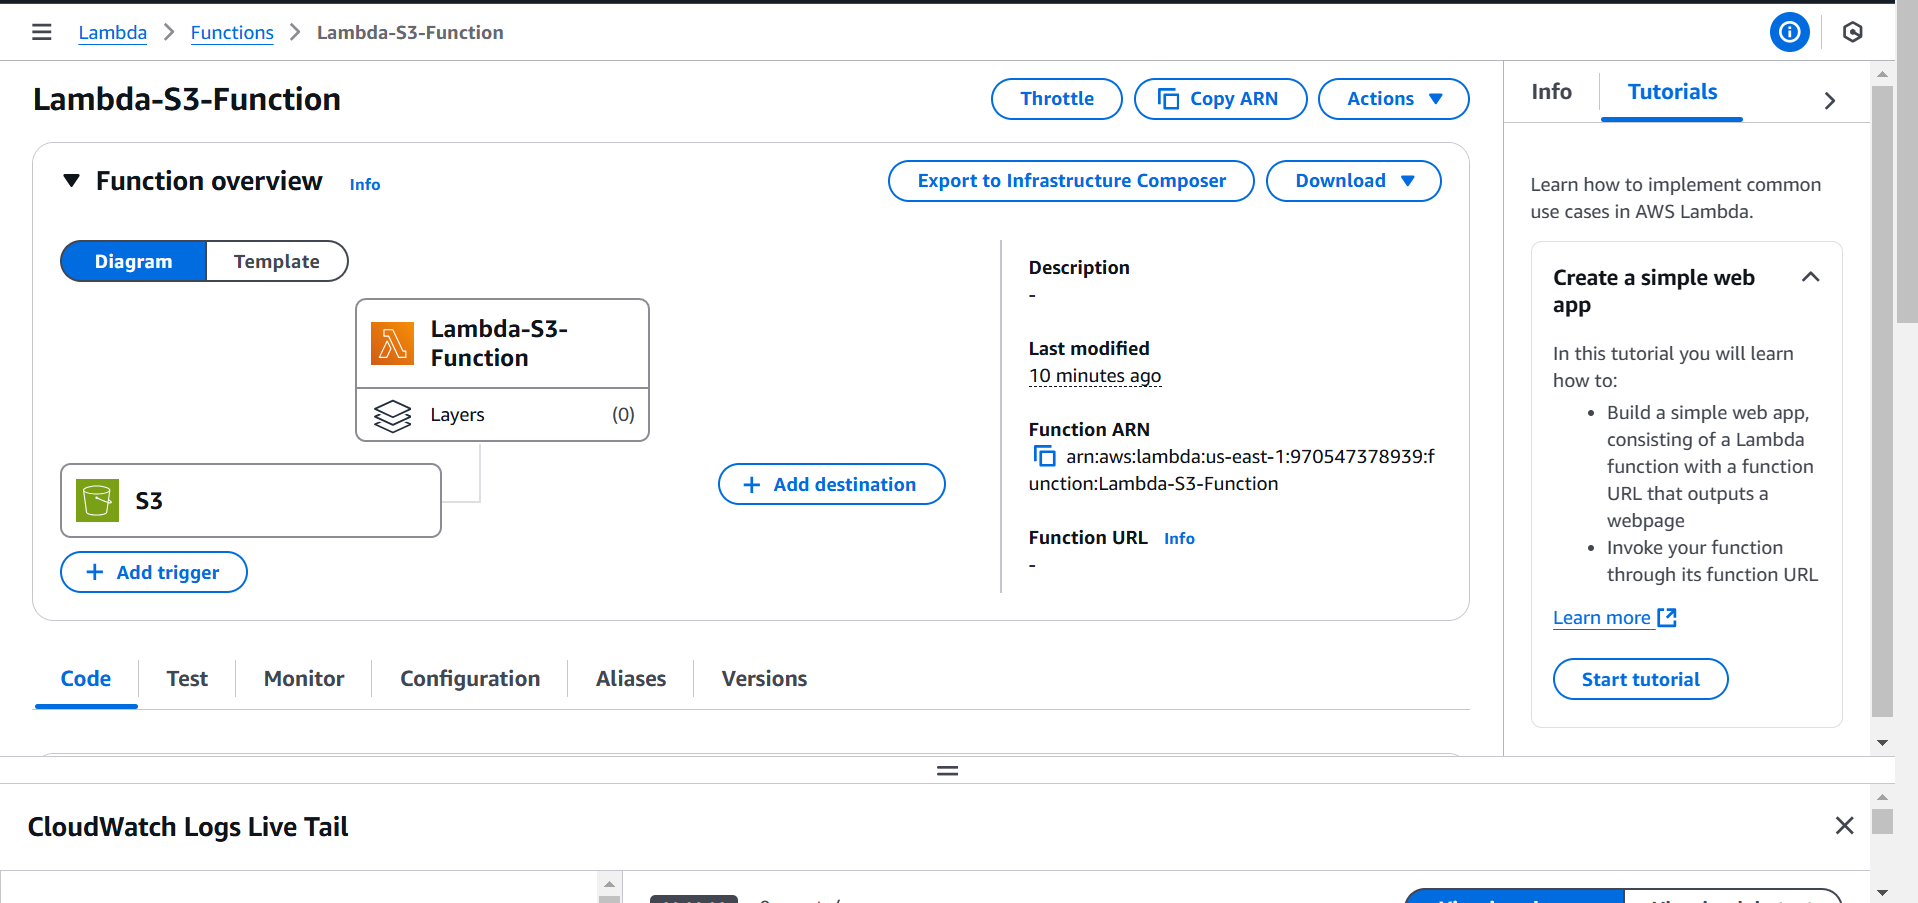 Lambda
Functions
Lambda-S3-Function
Lambda-S3-Function
Throttle
Copy ARN
Actions
Info
Tutorials
Function overview
Info
Export to Infrastructure Composer
Download
Diagram
Template
Lambda-S3-
Function
Layers
(0)
S3
Add trigger
Add destination
Description
-
Last modified
10 minutes ago
Function ARN
arn:aws:lambda:us-east-1:970547378939:f
unction:Lambda-S3-Function
Function URL
Info
-
Learn how to implement common
use cases in AWS Lambda.
Create a simple web
app
In this tutorial you will learn
how to:
• Build a simple web app,
consisting of a Lambda
function with a function
URL that outputs a
webpage
• Invoke your function
through its function URL
Learn more
Start tutorial
Code
Test
Monitor
Configuration
Aliases
Versions
CloudWatch Logs Live Tail